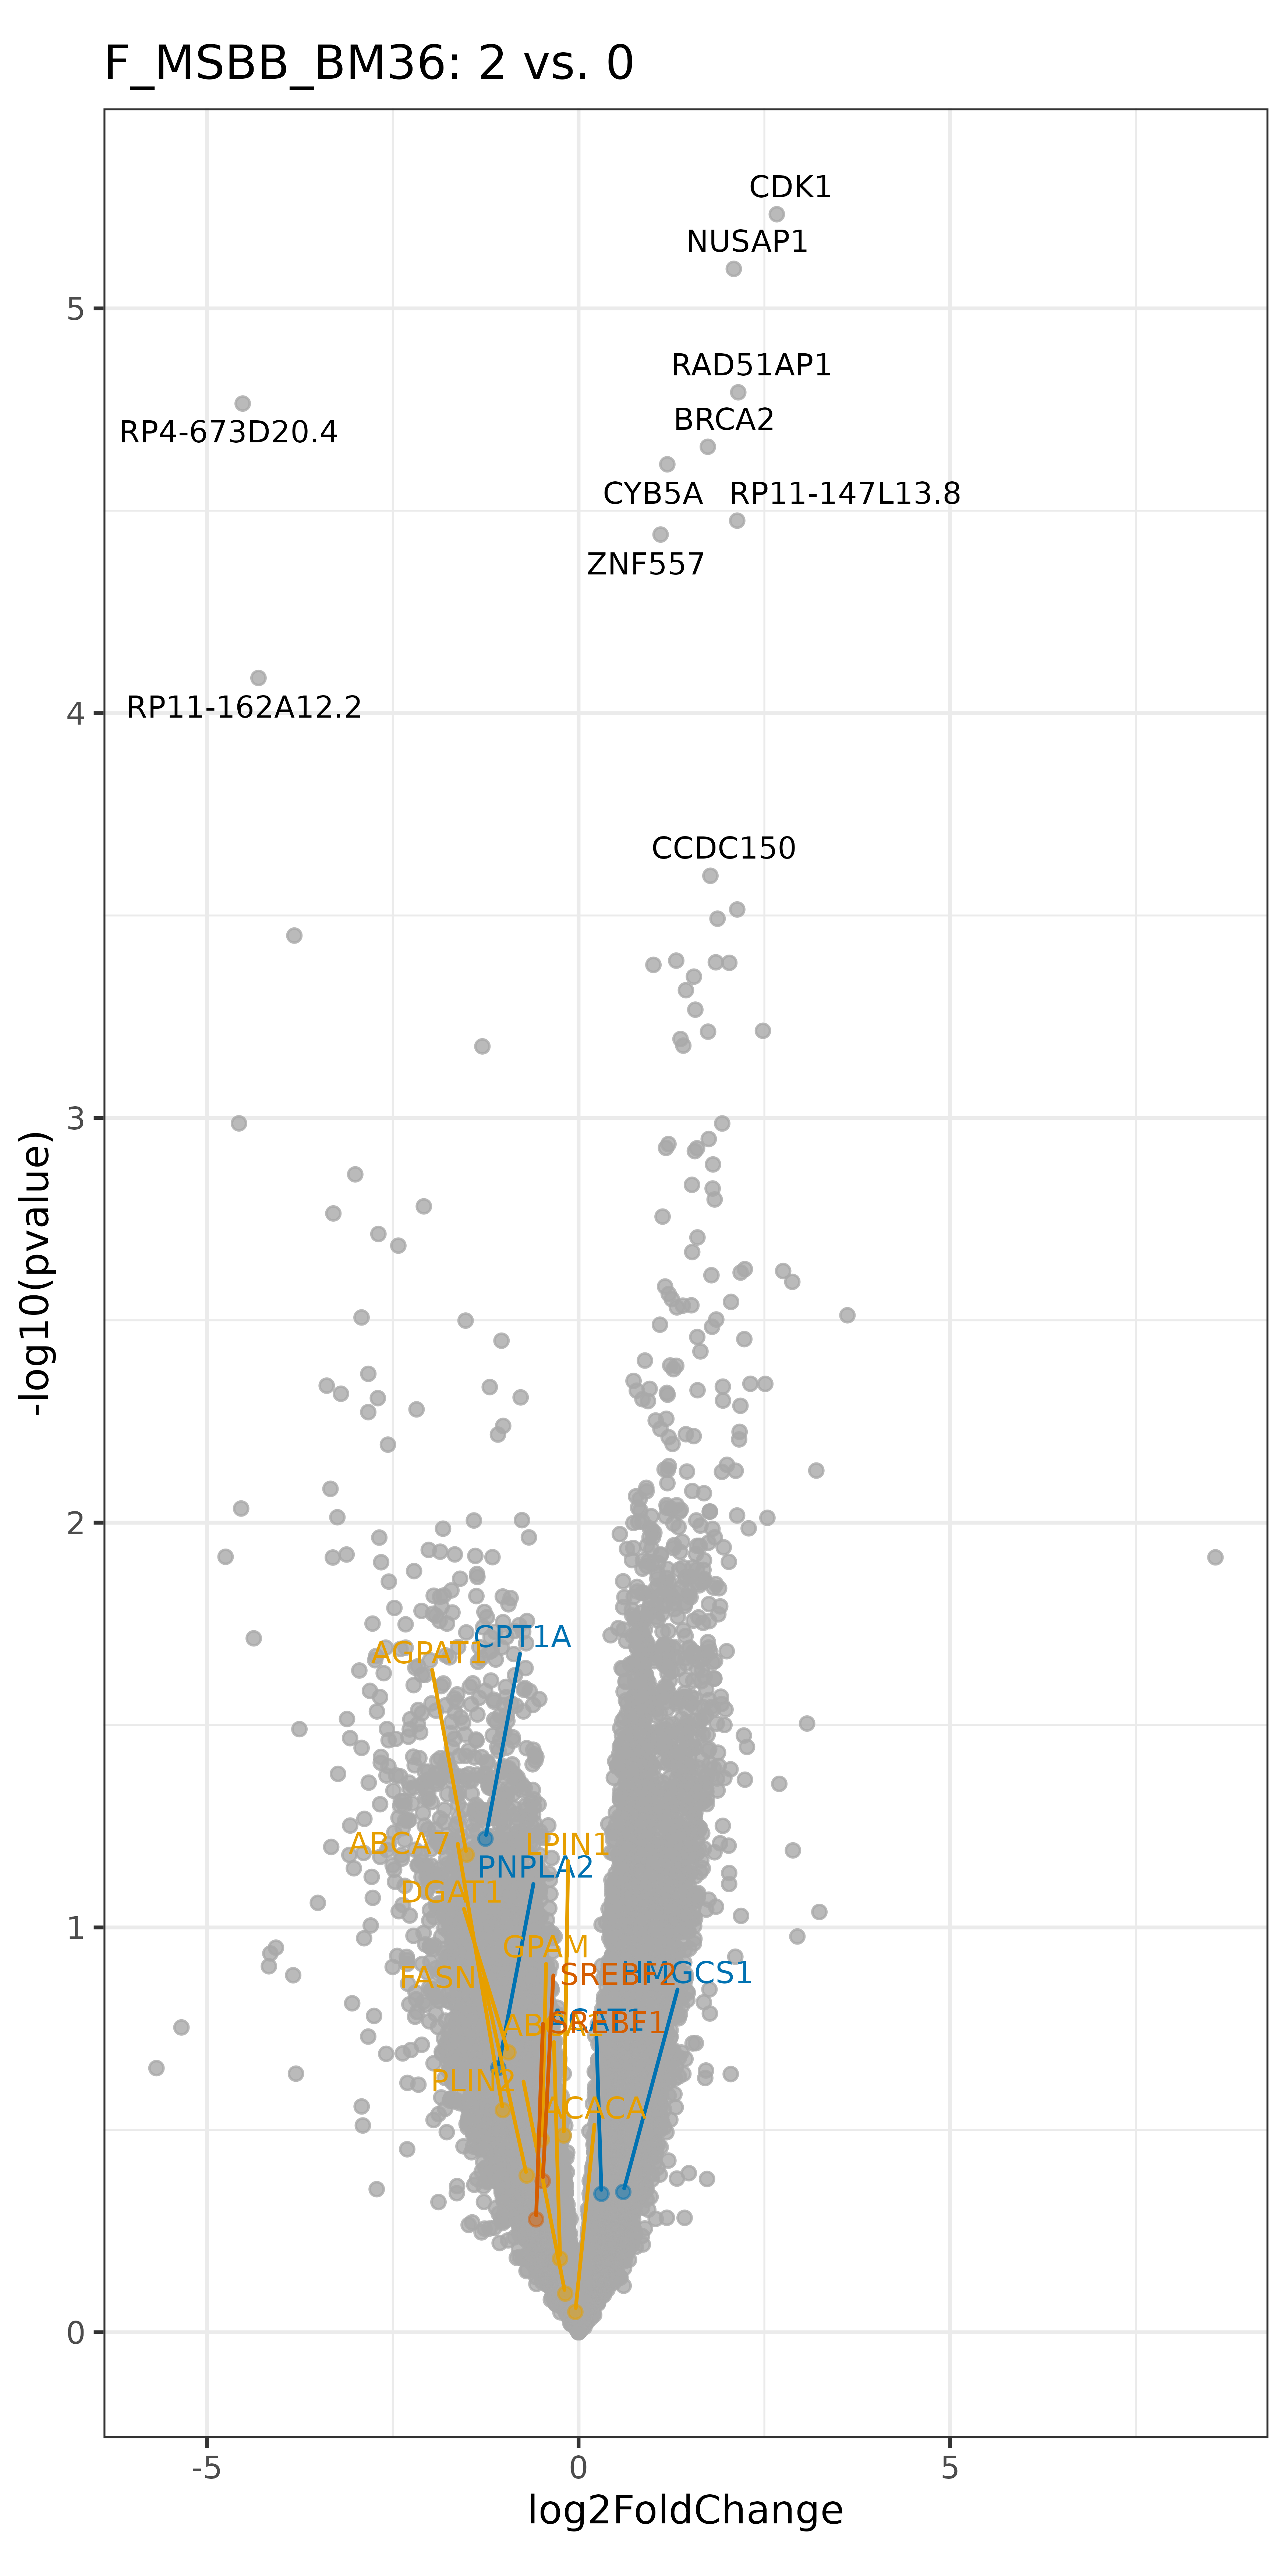 F_MSBB_BM36: 2 vs. 0
CDK1
NUSAP1
5
RAD51AP1
BRCA2
RP4-673D20.4
CYB5A
RP11-147L13.8
ZNF557
4
RP11-162A12.2
CCDC150
3
2
CPT1A
AGPAT1
ABCA7
LPIN1
PNPLA2
DGAT1
1
GPAM
FASN
SREBF2
HMGCS1
SREBF1
PLIN2
ACACA
0
-5
0
5
log2FoldChange
-log10(pvalue)